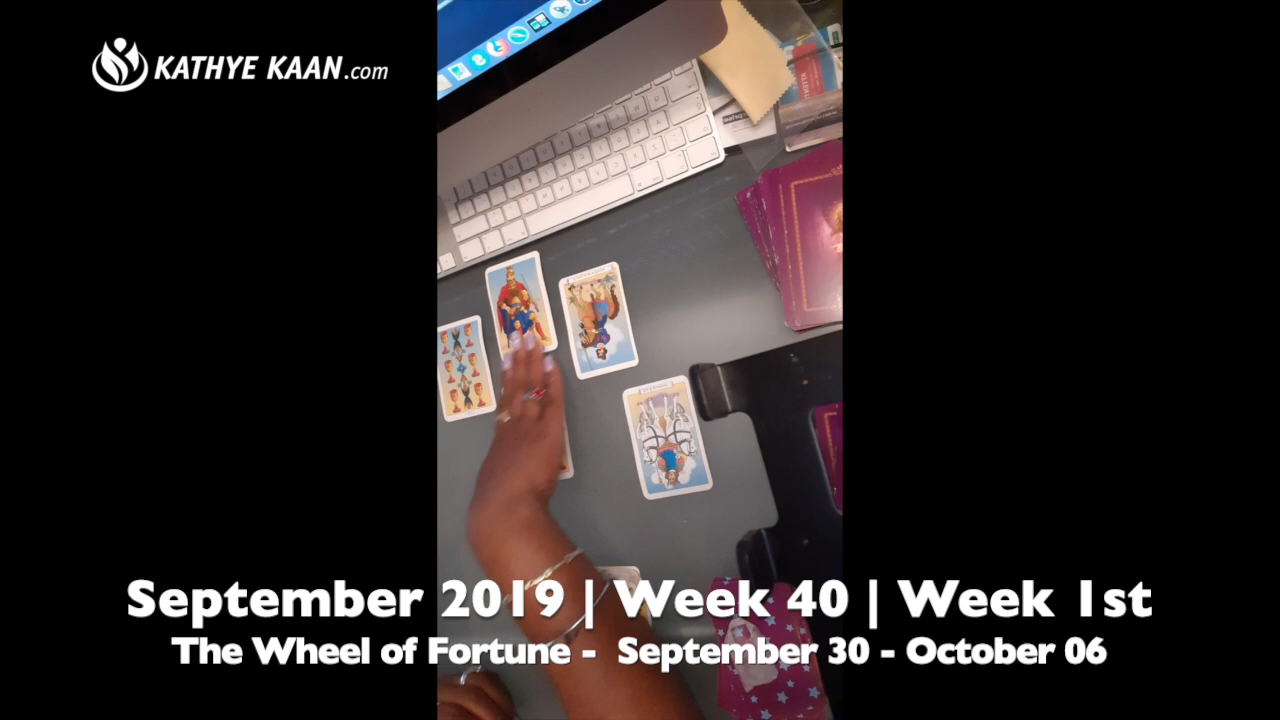 KATHYE KAAN.com
September 2019 | Week 40 | Week 1st
The Wheel of Fortune - September 30 - October 06